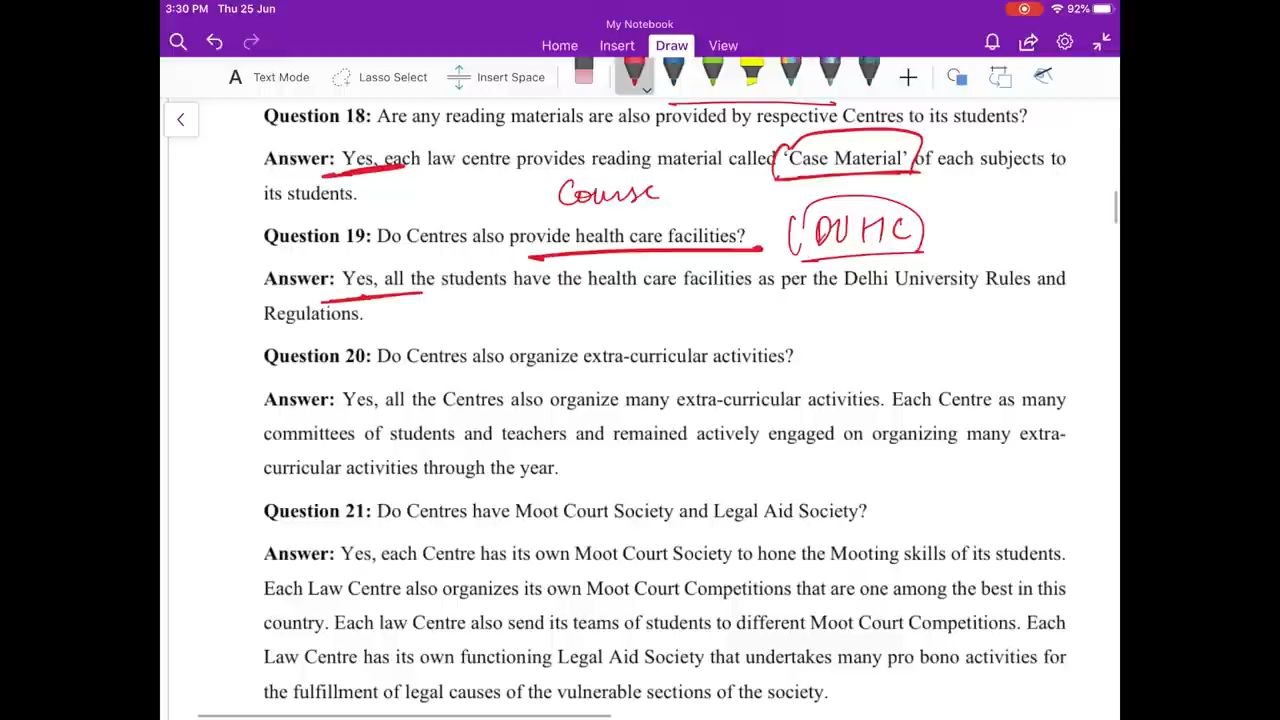 3:30 PM Thu 25 Jun
92%
My Notebook
Home Insert Draw View
A Text Mode Lasso Select Insert Space
Question 18: Are any reading materials are also provided by respective Centres to its students?
Answer: Yes, each law centre provides reading material called ‘Case Material’ of each subjects to
its students.
Course
Question 19: Do Centres also provide health care facilities?
DUHC
Answer: Yes, all the students have the health care facilities as per the Delhi University Rules and
Regulations.
Question 20: Do Centres also organize extra-curricular activities?
Answer: Yes, all the Centres also organize many extra-curricular activities. Each Centre as many
committees of students and teachers and remained actively engaged on organizing many extra-
curricular activities through the year.
Question 21: Do Centres have Moot Court Society and Legal Aid Society?
Answer: Yes, each Centre has its own Moot Court Society to hone the Mooting skills of its students.
Each Law Centre also organizes its own Moot Court Competitions that are one among the best in this
country. Each law Centre also send its teams of students to different Moot Court Competitions. Each
Law Centre has its own functioning Legal Aid Society that undertakes many pro bono activities for
the fulfillment of legal causes of the vulnerable sections of the society.